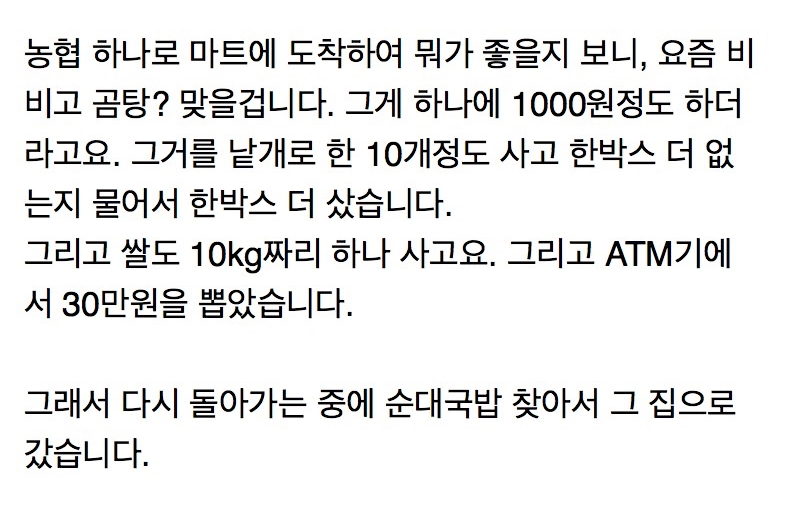 농협 하나로 마트에 도착하여 뭐가 좋을지 보니, 요즘 비
비고 곰탕? 맞을겁니다. 그게 하나에 1000원정도 하더
라고요. 그거를 낱개로 한 10개정도 사고 한박스 더 없
는지 물어서 한박스 더 샀습니다.
그리고 쌀도 10kg짜리 하나 사고요. 그리고 ATM기에
서 30만원을 뽑았습니다.
그래서 다시 돌아가는 중에 순대국밥 찾아서 그 집으로
갔습니다.